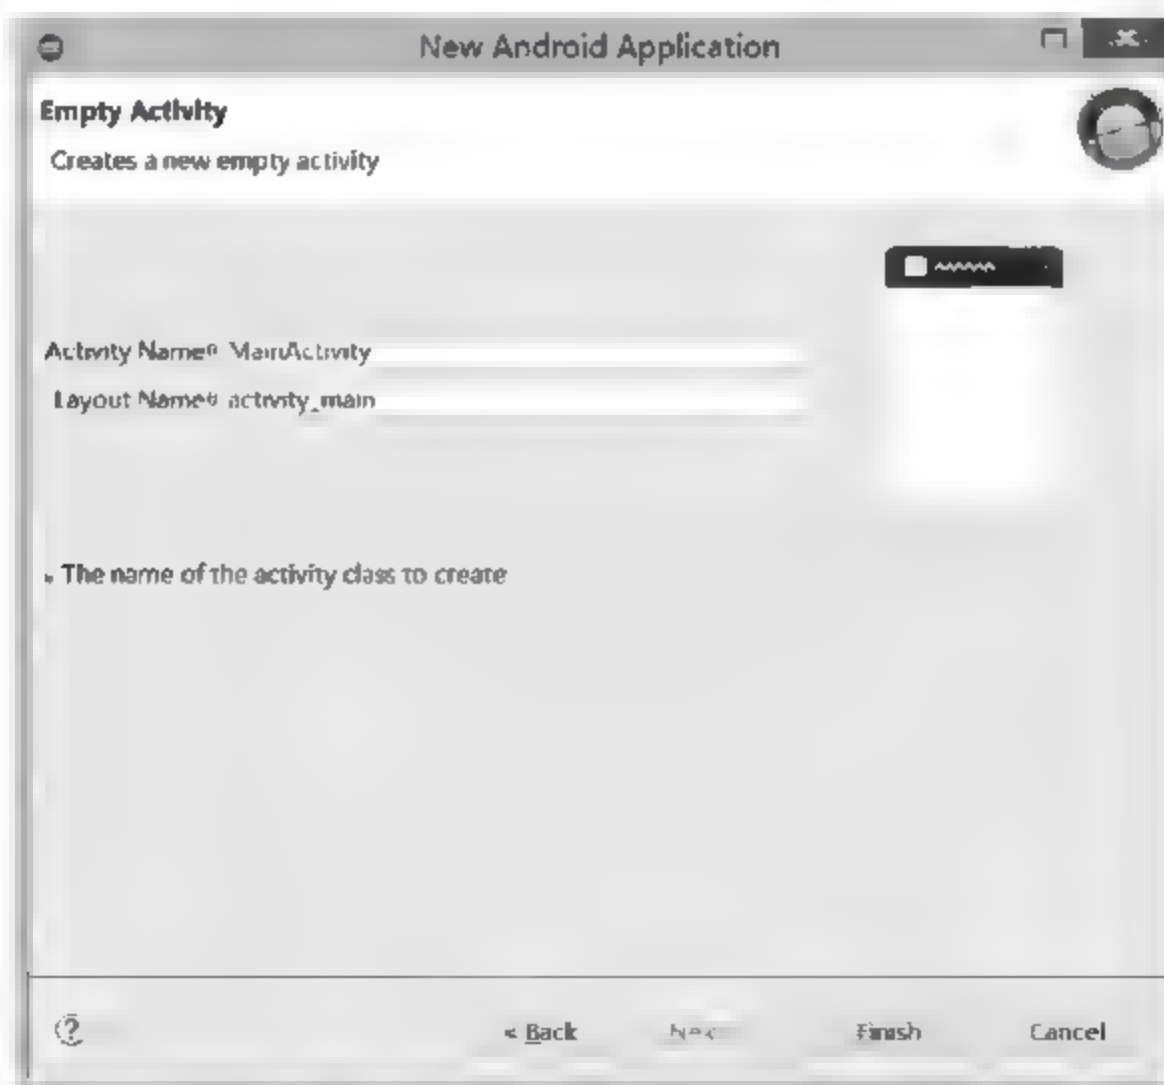 New Android Application
Empty Activity
Creates a new empty activity
Activity Name MainActivity
Layout Name activity_main
The name of the activity class to create
?
< Back
Next
Finish
Cancel